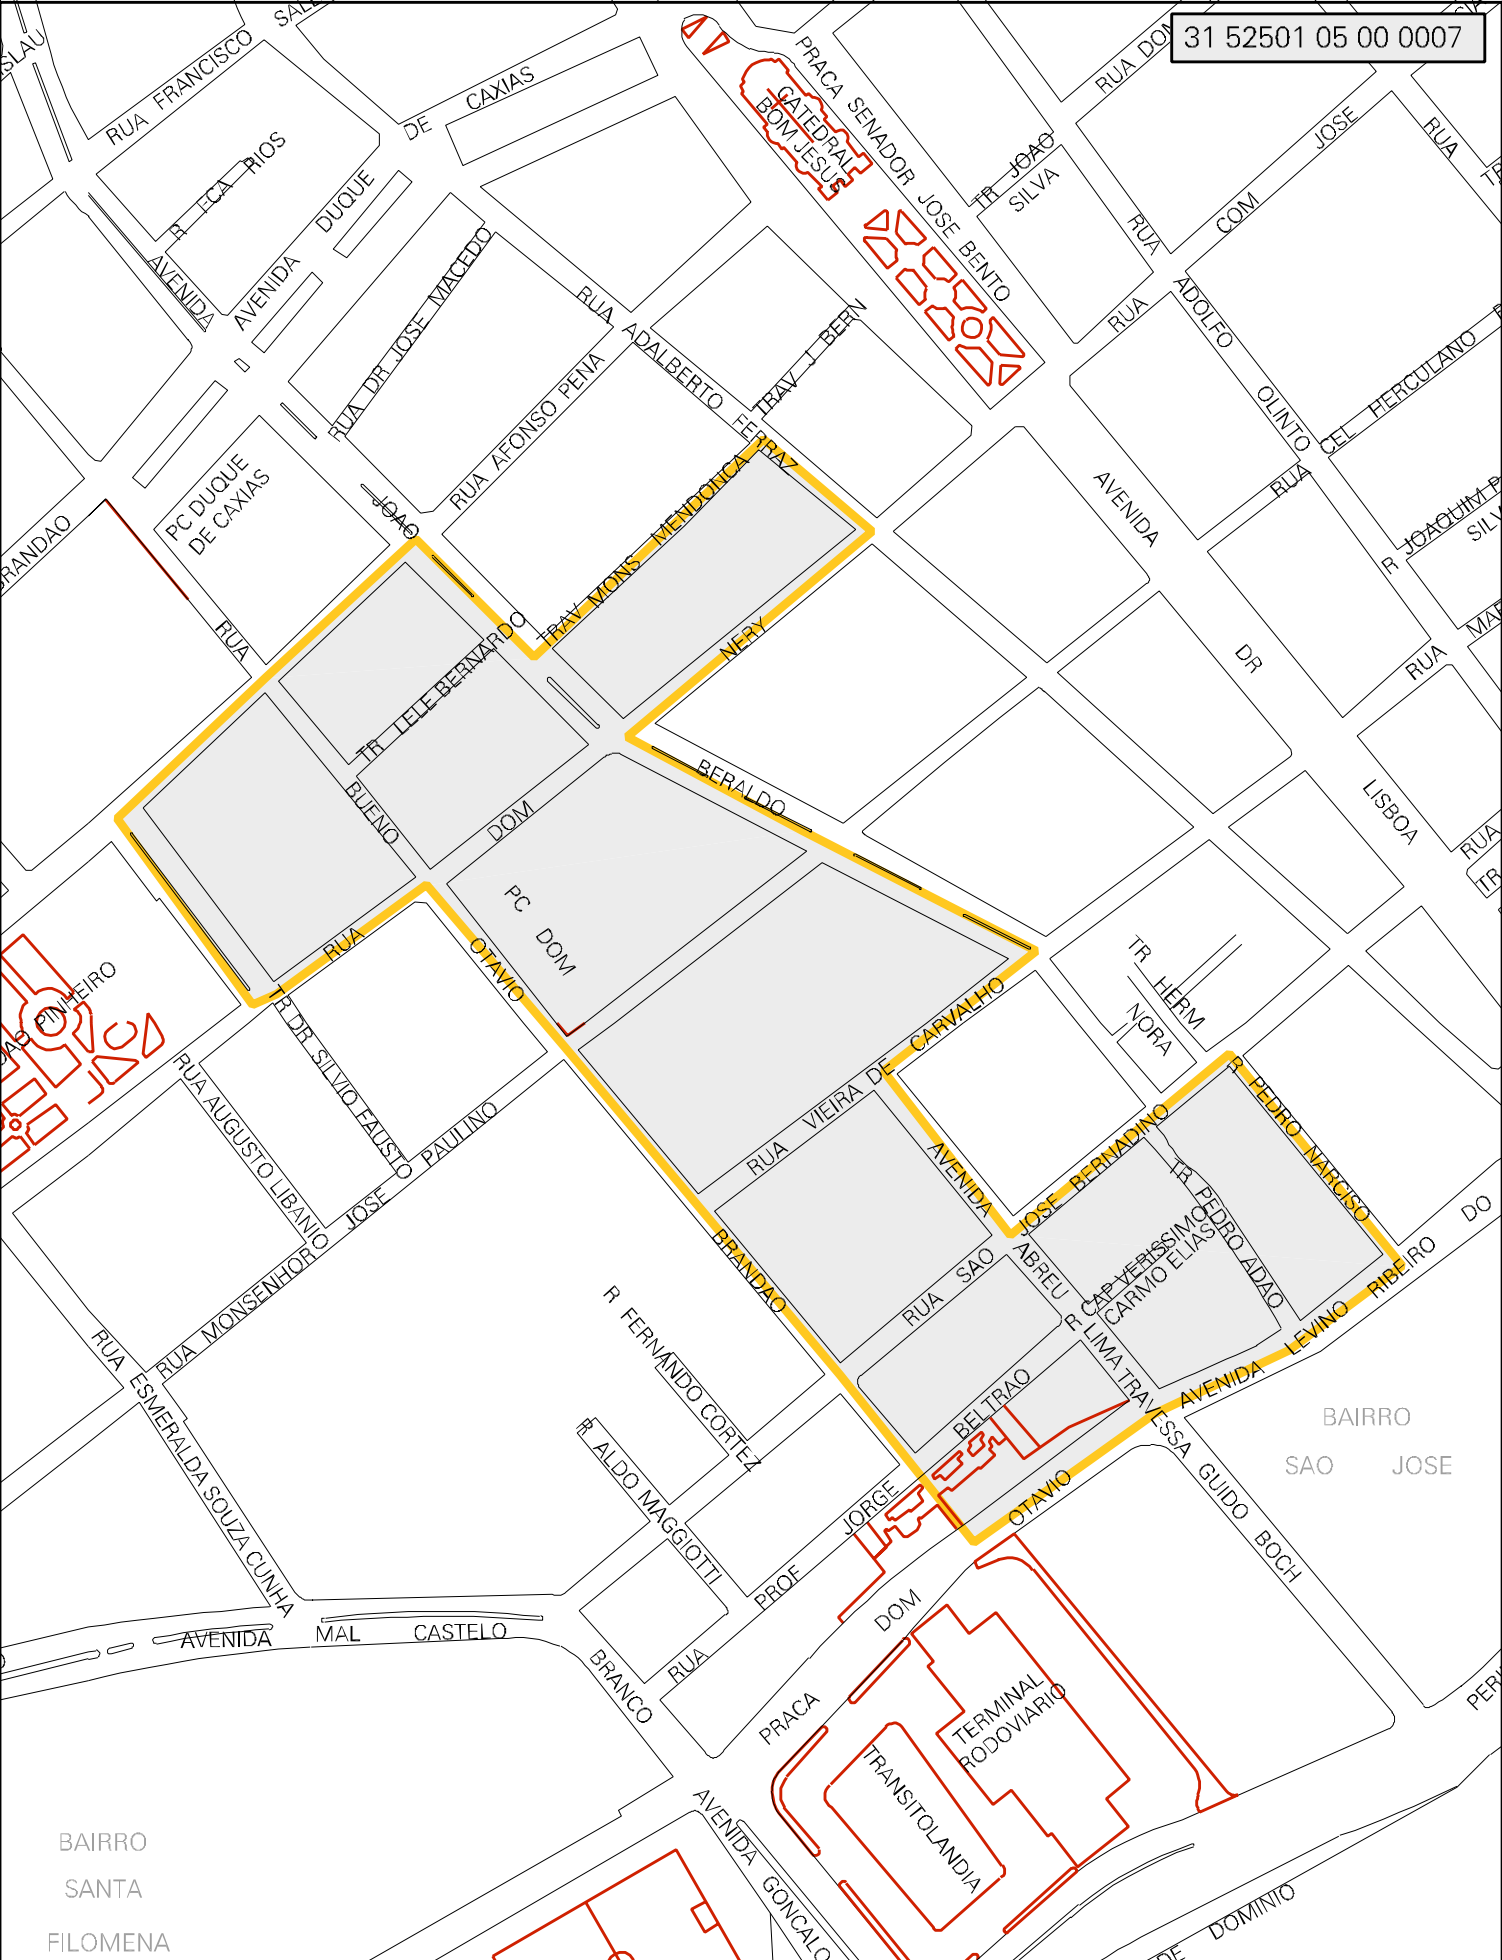 31 52501 05 00 0007
RUA FRANCISCO
DE CAXIAS
PRACA SENADOR JOSE BENTO
CATEDRAL
BOM JESUS
RUA
COM JOSE
RUA
TR JOAO
SILVA
RIOS
AVENIDA
AVENIDA DUQUE
RUA DR JOSE MACEDO
RUA ADALBERTO FERRAZ
TRAV J BERN
RUA ADOLFO OLINTO
RUA CEL HERCULANO
RUA AFONSO PENA
PC DUQUE
DE CAXIAS
JOAO
AVENIDA DR LISBOA
TRAV MONS MENDONCA
R JOAQUIM P
RUA BUENO BRANDAO
TR LELE BERNARDO
NERY
BERALDO
RUA DOM
RUA
RUA
TR
PC DOM
OTAVIO
TR HERM
NORA
TR DR SILVIO FAUSTO
RUA VIEIRA DE CARVALHO
RUA AUGUSTO LIBANIO
RUA MONSENHOR JOSE PAULINO
AVENIDA ABREU LIMA
RUA SAO JOSE BERNADINO
R PEDRO NARCISO
TR PEDRO ADAO
R CAP VERISSIMO
CARMO ELIAS
AVENIDA LEVINO RIBEIRO DO
R FERNANDO CORTEZ
R ALDO MAGGIOTTI
RUA ESMERALDA SOUZA CUNHA
RUA PROF JORGE BELTRAO
OTAVIO
TRAVESSA GUIDO BOCH
BAIRRO
SAO JOSE
AVENIDA MAL CASTELO BRANCO
PRACA DOM
TERMINAL
RODOVIARIO
TRANSITOLANDIA
AVENIDA GONCALO
BAIRRO
SANTA
FILOMENA
DE DOMINIO